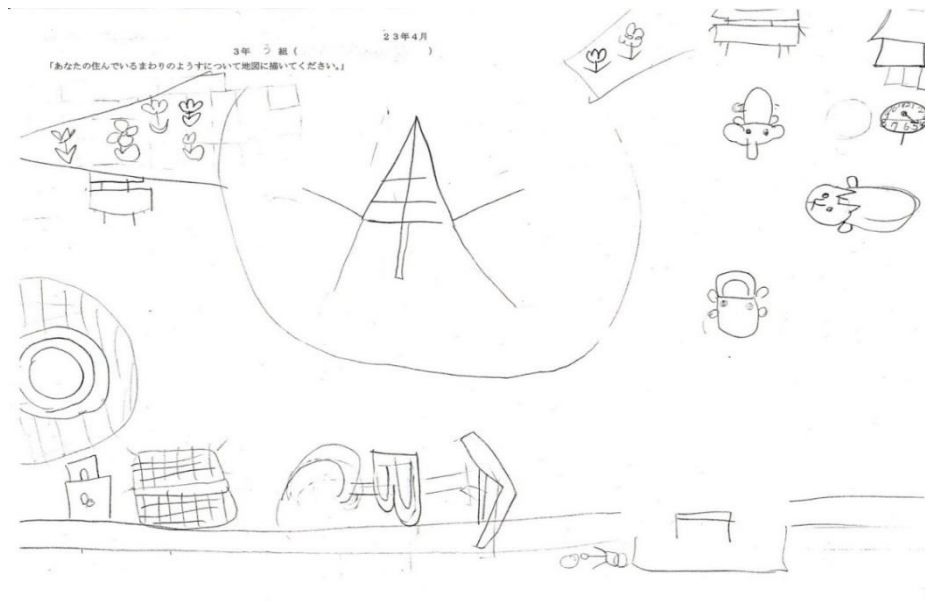 23年4月
3年 う 組 ( )
「あなたの住んでいるまわりのようすについて地図に描いてください。」